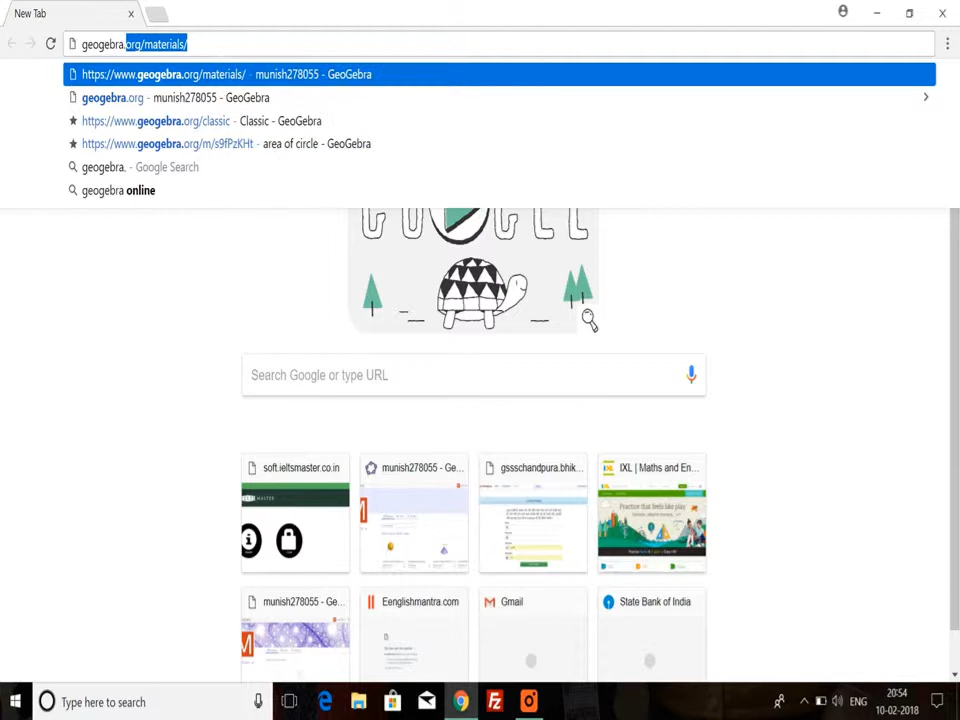 New Tab
geogebra.org/materials/
https://www.geogebra.org/materials/ - munish278055 - GeoGebra
geogebra.org - munish278055 - GeoGebra
https://www.geogebra.org/classic - Classic - GeoGebra
https://www.geogebra.org/m/s9fPzKHt - area of circle - GeoGebra
geogebra. - Google Search
geogebra online
Search Google or type URL
soft.ieltsmaster.co.in
munish278055 - Ge...
gssschandpura.bhik...
IXL | Maths and En...
Practice that feels like play
munish278055 - Ge...
Eenglishmantra.com
Gmail
State Bank of India
Type here to search
ENG
20:54
10-02-2018